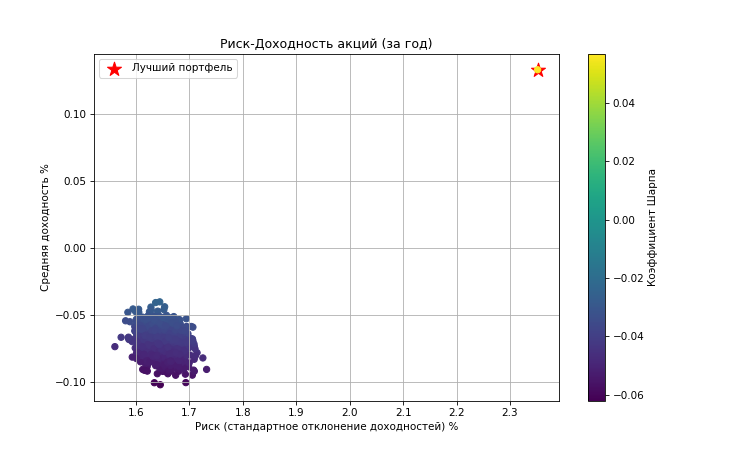 Риск-Доходность акций (за год)
Лучший портфель
Средняя доходность %
0.10
0.05
0.00
−0.05
−0.10
1.6 1.7 1.8 1.9 2.0 2.1 2.2 2.3
Риск (стандартное отклонение доходностей) %
0.04
0.02
0.00
−0.02
−0.04
−0.06
Коэффициент Шарпа